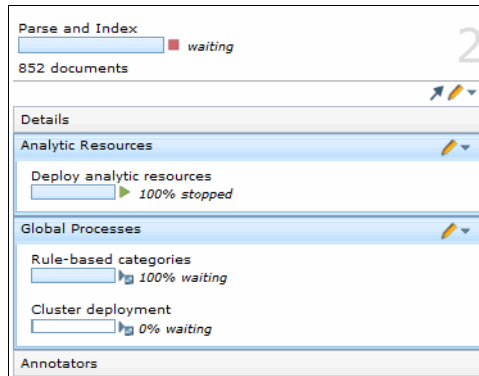 Parse and Index
2
waiting
852 documents
Details
Analytic Resources
Deploy analytic resources
100% stopped
Global Processes
Rule-based categories
100% waiting
Cluster deployment
0% waiting
Annotators